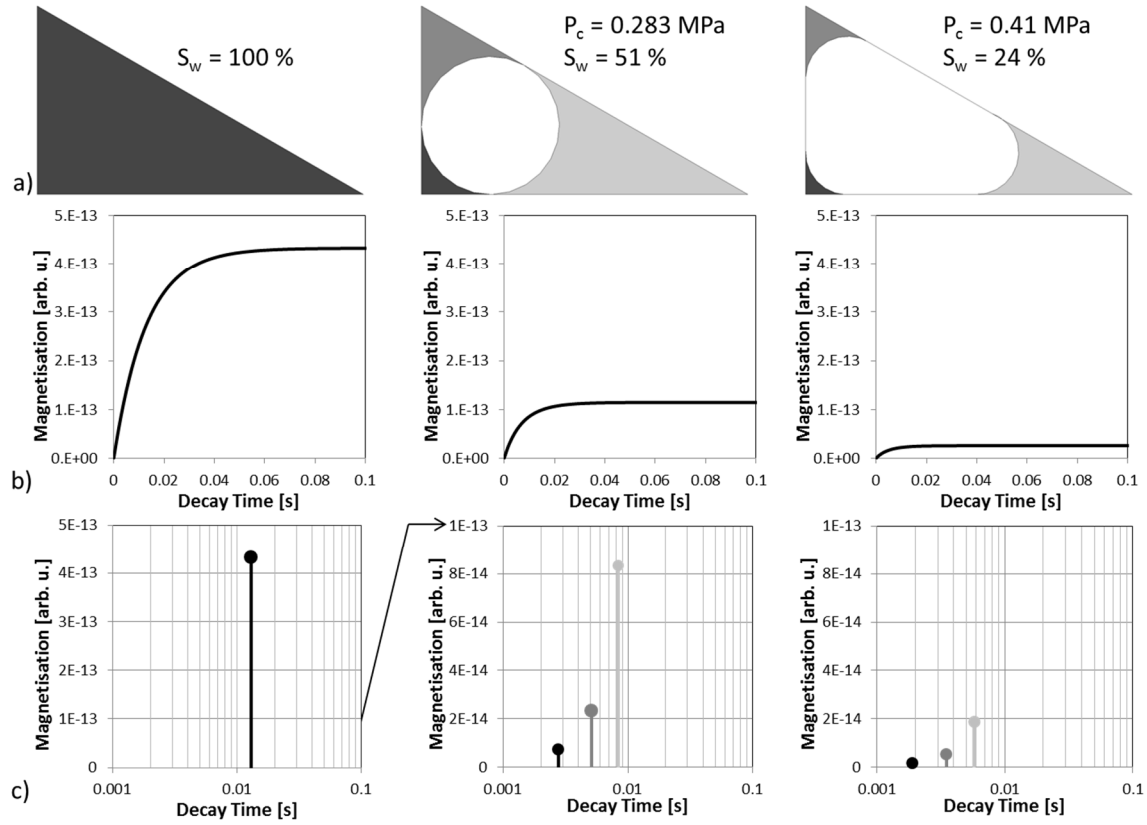 a)
S_w = 100 %
P_c = 0.283 MPa
S_w = 51 %
P_c = 0.41 MPa
S_w = 24 %
b)
Magnetisation [arb. u.]
5.E-13
4.E-13
3.E-13
2.E-13
1.E-13
0.E+00
0 0.02 0.04 0.06 0.08 0.1
Decay Time [s]
Magnetisation [arb. u.]
5.E-13
4.E-13
3.E-13
2.E-13
1.E-13
0.E+00
0 0.02 0.04 0.06 0.08 0.1
Decay Time [s]
Magnetisation [arb. u.]
5.E-13
4.E-13
3.E-13
2.E-13
1.E-13
0.E+00
0 0.02 0.04 0.06 0.08 0.1
Decay Time [s]
c)
Magnetisation [arb. u.]
5E-13
4E-13
3E-13
2E-13
1E-13
0
0.001 0.01 0.1
Decay Time [s]
Magnetisation [arb. u.]
1E-13
8E-14
6E-14
4E-14
2E-14
0
0.001 0.01 0.1
Decay Time [s]
Magnetisation [arb. u.]
1E-13
8E-14
6E-14
4E-14
2E-14
0
0.001 0.01 0.1
Decay Time [s]